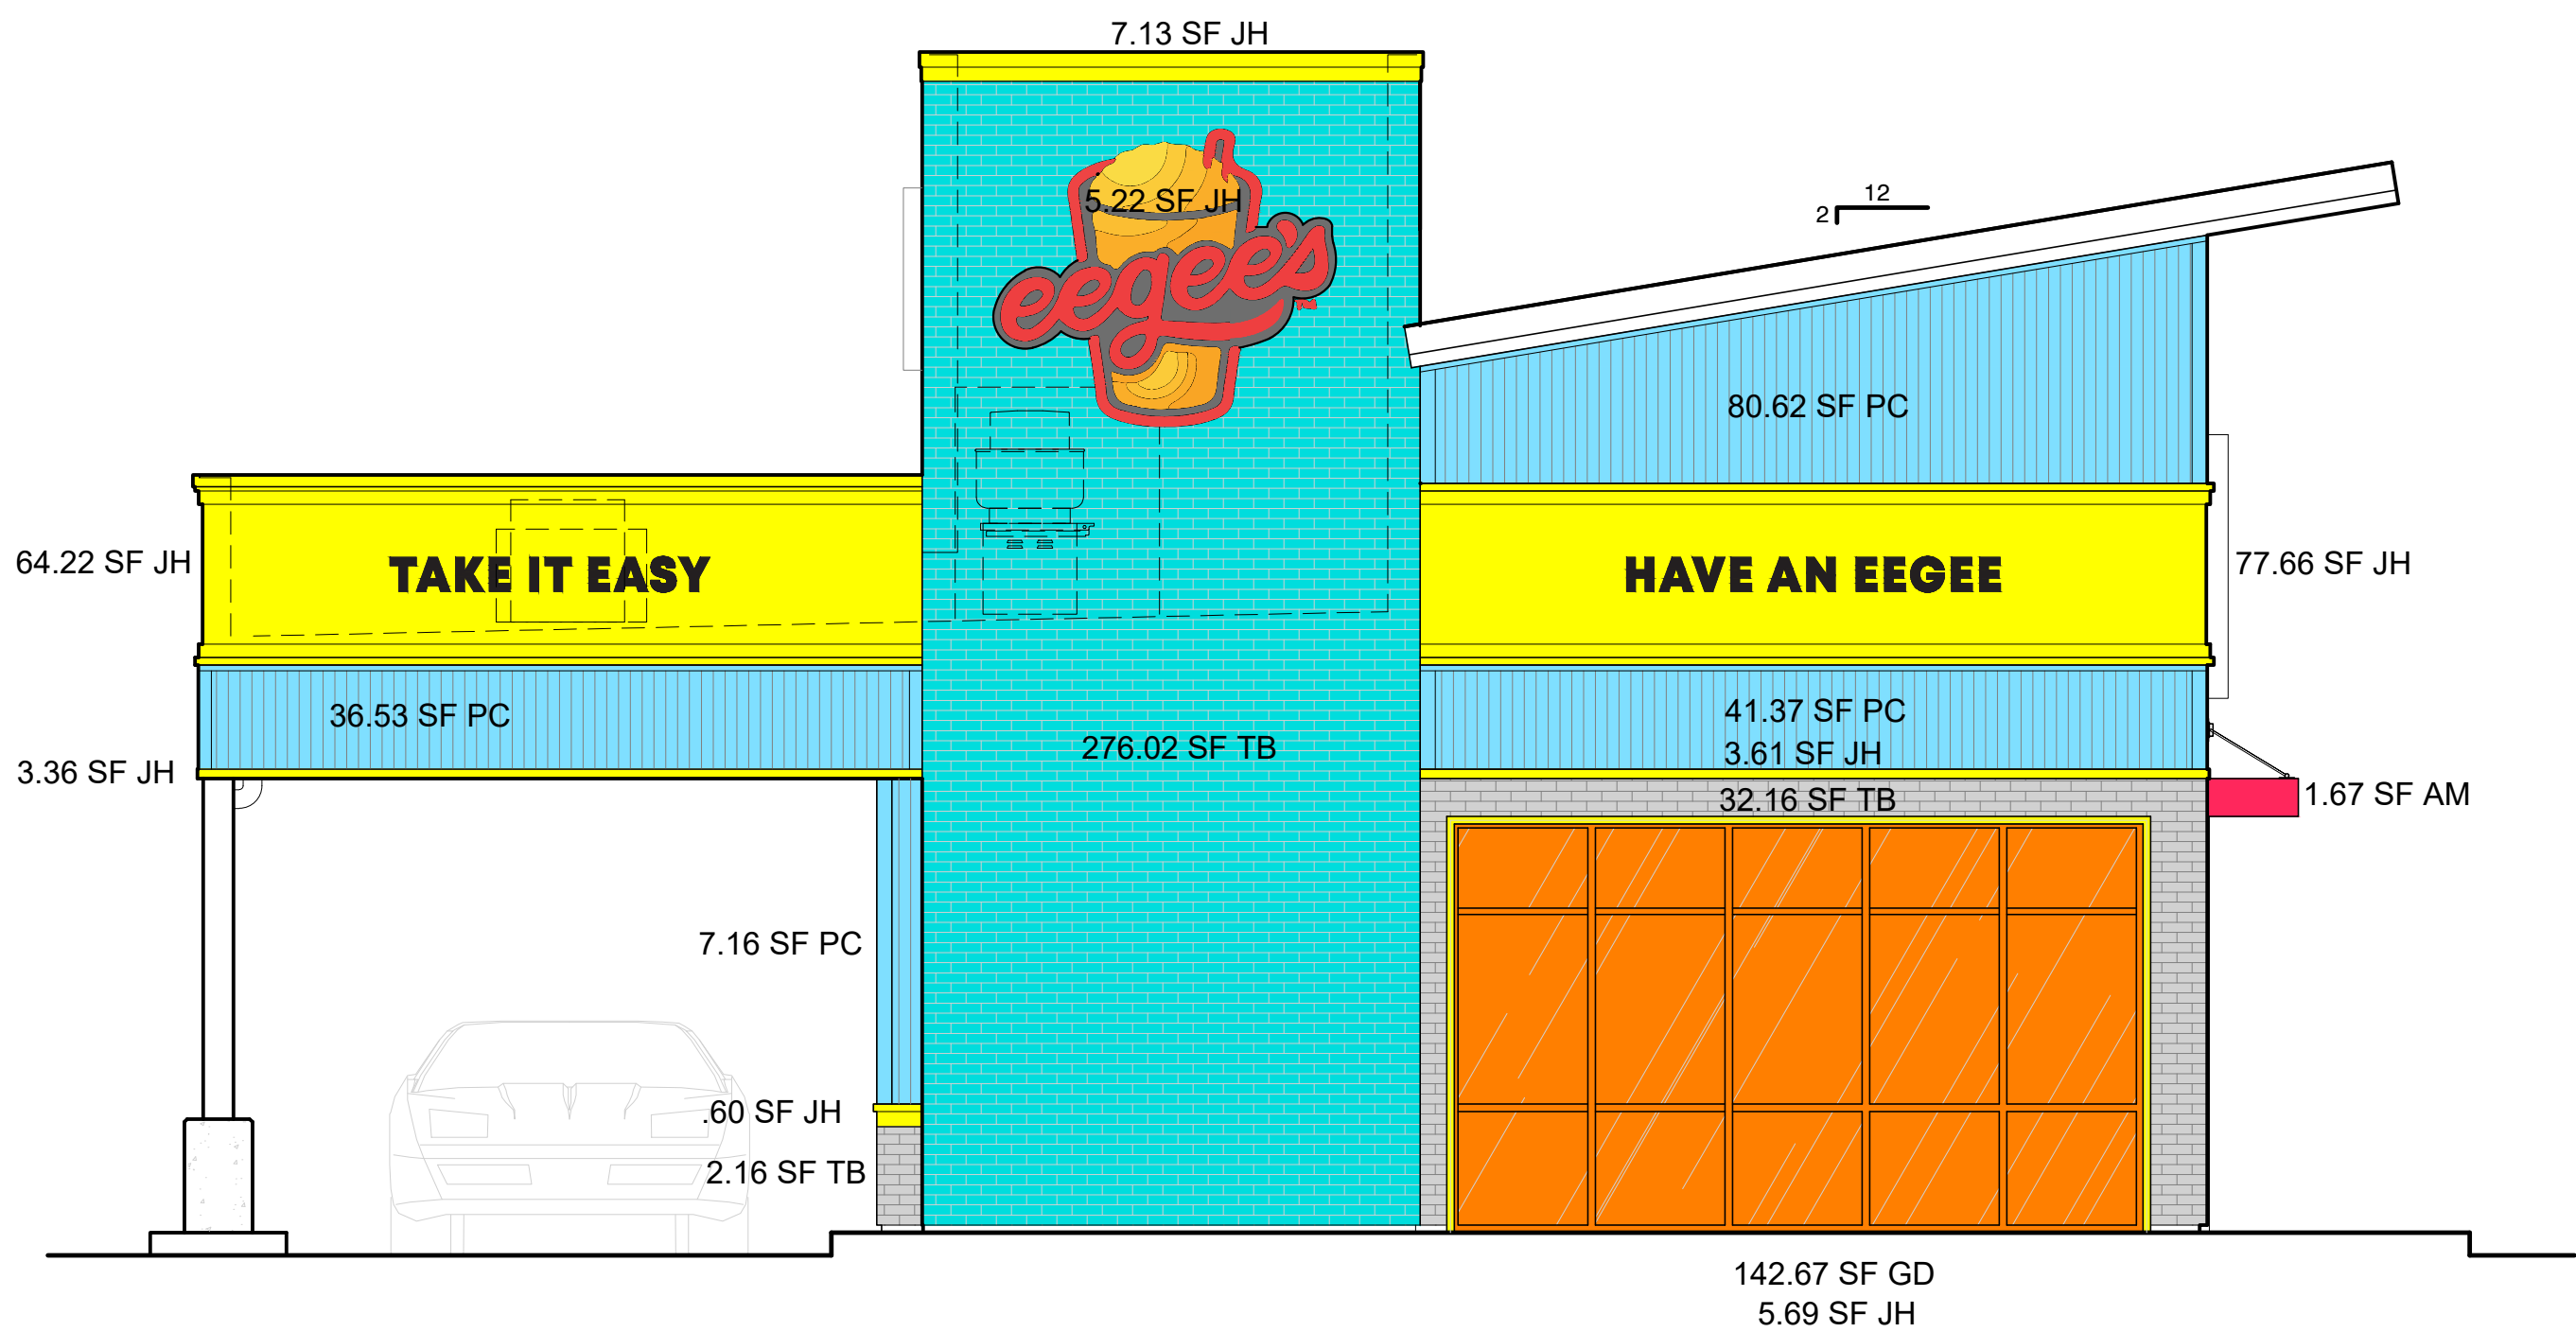 7.13 SF JH
5.22 SF JH
eegee's
TM
12
2
80.62 SF PC
64.22 SF JH
TAKE IT EASY
HAVE AN EEGEE
77.66 SF JH
36.53 SF PC
41.37 SF PC
276.02 SF TB
3.61 SF JH
3.36 SF JH
32.16 SF TB
1.67 SF AM
7.16 SF PC
.60 SF JH
2.16 SF TB
142.67 SF GD
5.69 SF JH